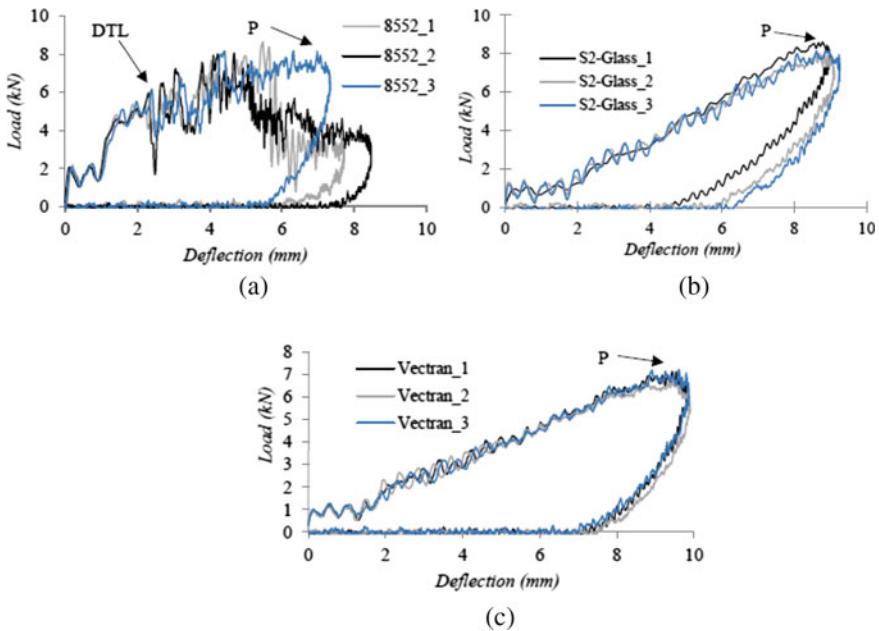 DTL
P
8552_1
8552_2
8552_3
Load (kN)
10
8
6
4
2
0
0 2 4 6 8 10
Deflection (mm)
(a)
P
S2-Glass_1
S2-Glass_2
S2-Glass_3
Load (kN)
10
8
6
4
2
0
0 2 4 6 8 10
Deflection (mm)
(b)
P
Vectran_1
Vectran_2
Vectran_3
Load (kN)
8
7
6
5
4
3
2
1
0
0 2 4 6 8 10
Deflection (mm)
(c)